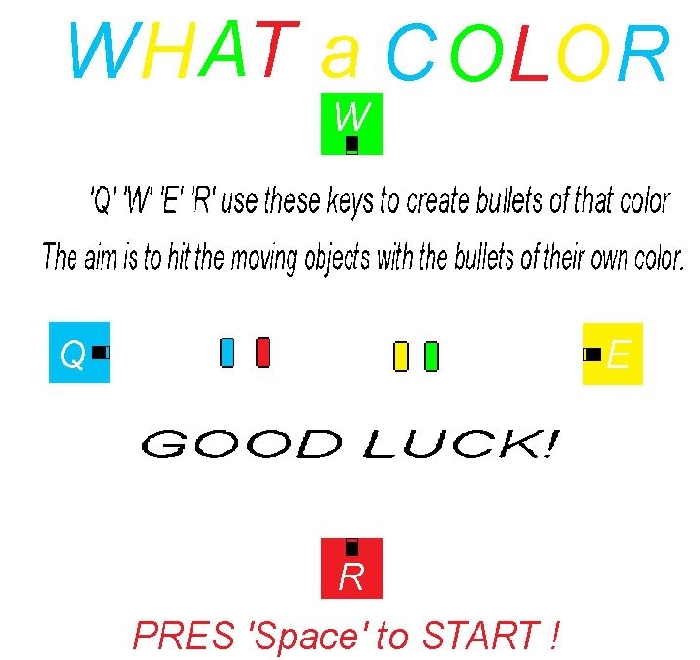 WHAT a COLOR
W
'Q' 'W' 'E' 'R' use these keys to create bullets of that color
The aim is to hit the moving objects with the bullets of their own color.
Q E
GOOD LUCK!
R
PRES 'Space' to START !